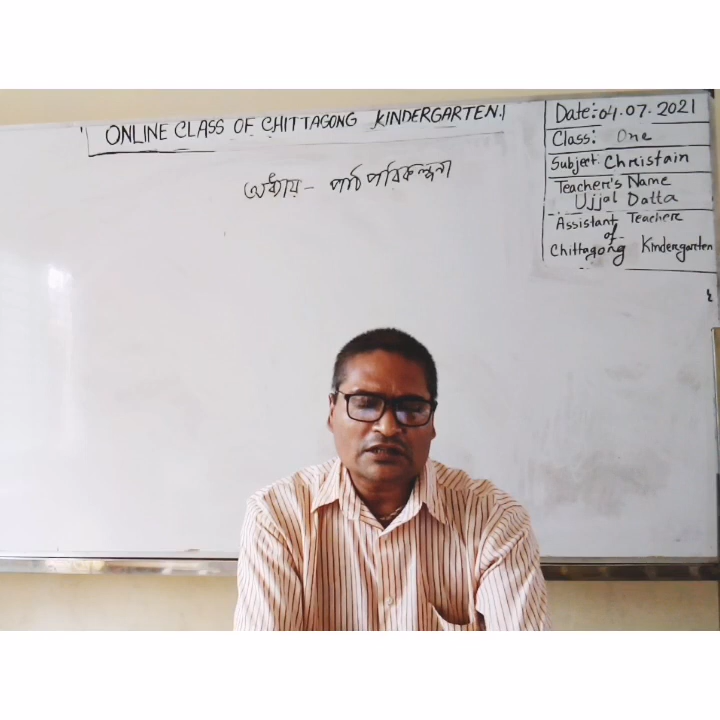 ONLINE CLASS OF CHITTAGONG KINDERGARTEN.
অধ্যায় - পাঠ পরিকল্পনা
Date:04.07.2021
Class: One
Subject: Christain
Teacher's Name
Ujjal Datta
Assistant Teacher
of
Chittagong Kindergarten